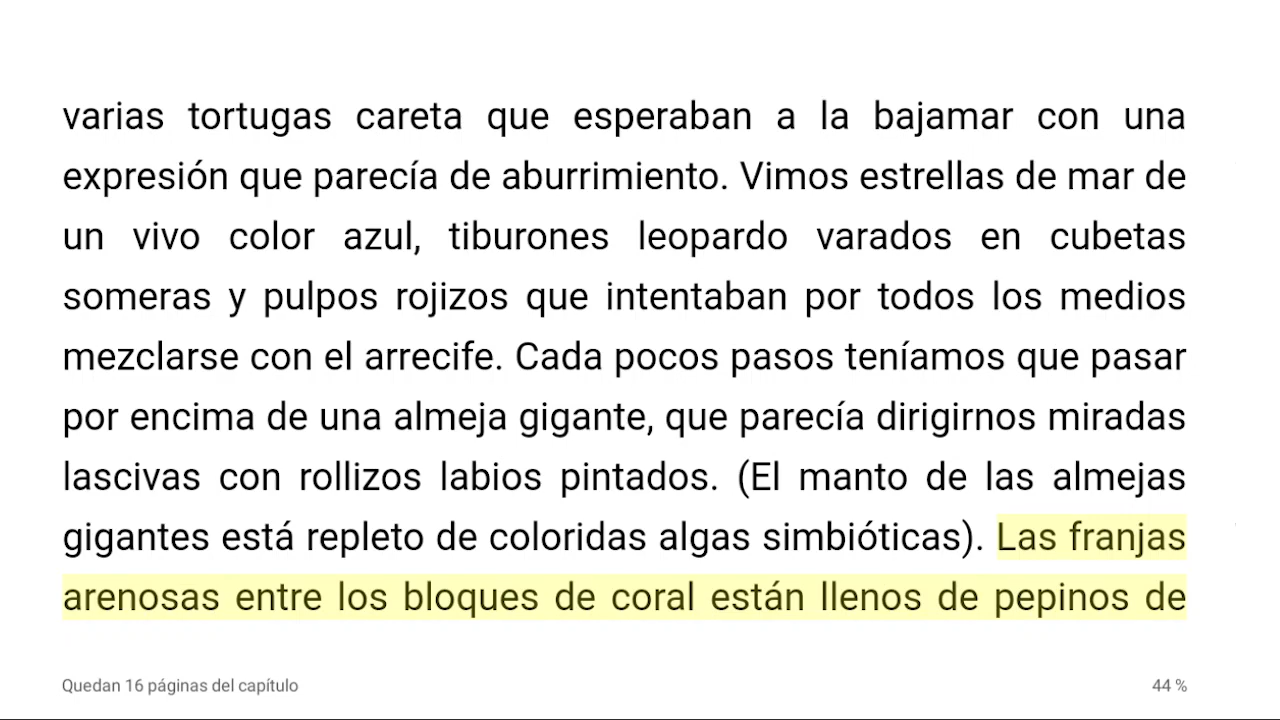 varias tortugas careta que esperaban a la bajamar con una
expresión que parecía de aburrimiento. Vimos estrellas de mar de
un vivo color azul, tiburones leopardo varados en cubetas
someras y pulpos rojizos que intentaban por todos los medios
mezclarse con el arrecife. Cada pocos pasos teníamos que pasar
por encima de una almeja gigante, que parecía dirigirnos miradas
lascivas con rollizos labios pintados. (El manto de las almejas
gigantes está repleto de coloridas algas simbióticas). Las franjas
arenosas entre los bloques de coral están llenos de pepinos de
Quedan 16 páginas del capítulo
44 %